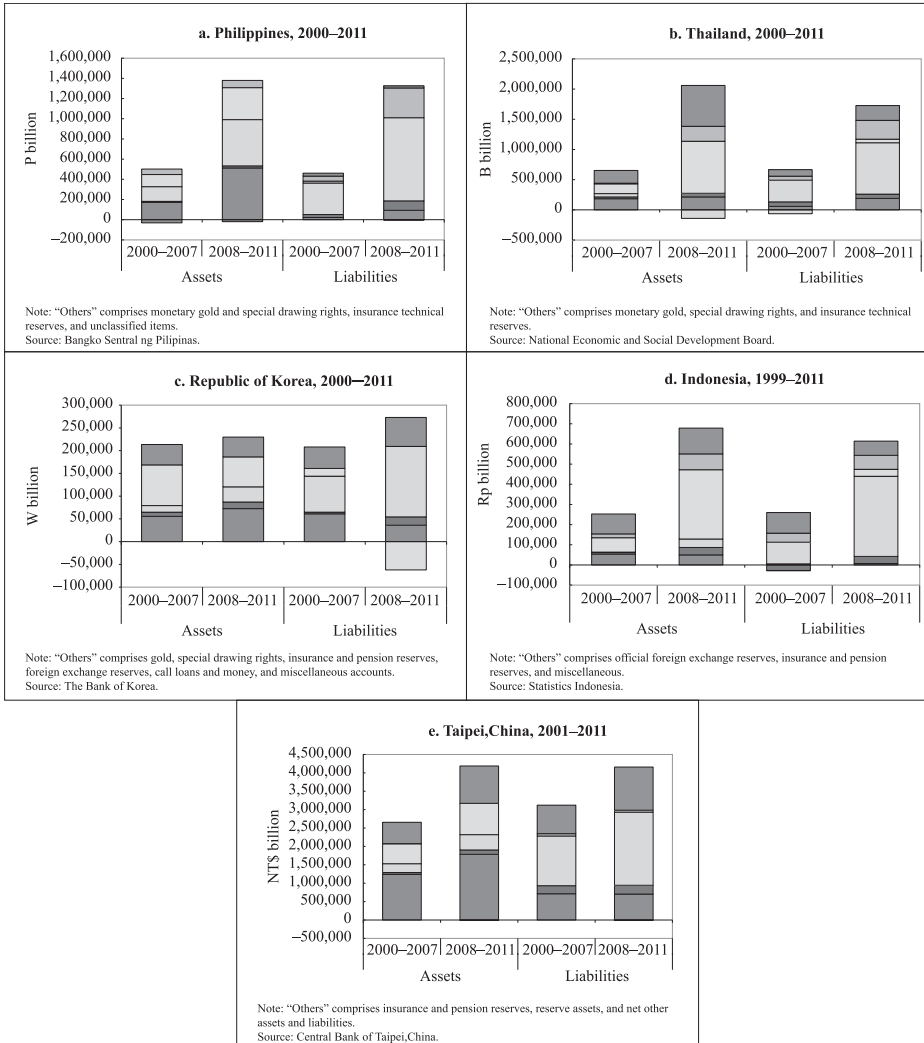 a. Philippines, 2000–2011
P billion
1,600,000
1,400,000
1,200,000
1,000,000
800,000
600,000
400,000
200,000
0
–200,000
2000–2007 2008–2011 2000–2007 2008–2011
Assets Liabilities
Note: “Others” comprises monetary gold and special drawing rights, insurance technical
reserves, and unclassified items.
Source: Bangko Sentral ng Pilipinas.
b. Thailand, 2000–2011
B billion
2,500,000
2,000,000
1,500,000
1,000,000
500,000
0
–500,000
2000–2007 2008–2011 2000–2007 2008–2011
Assets Liabilities
Note: “Others” comprises monetary gold, special drawing rights, and insurance technical
reserves.
Source: National Economic and Social Development Board.
c. Republic of Korea, 2000—2011
W billion
300,000
250,000
200,000
150,000
100,000
50,000
0
–50,000
–100,000
2000–2007 2008–2011 2000–2007 2008–2011
Assets Liabilities
Note: “Others” comprises gold, special drawing rights, insurance and pension reserves,
foreign exchange reserves, call loans and money, and miscellaneous accounts.
Source: The Bank of Korea.
d. Indonesia, 1999–2011
Rp billion
800,000
700,000
600,000
500,000
400,000
300,000
200,000
100,000
0
–100,000
2000–2007 2008–2011 2000–2007 2008–2011
Assets Liabilities
Note: “Others” comprises official foreign exchange reserves, insurance and pension
reserves, and miscellaneous.
Source: Statistics Indonesia.
e. Taipei,China, 2001–2011
NT$ billion
4,500,000
4,000,000
3,500,000
3,000,000
2,500,000
2,000,000
1,500,000
1,000,000
500,000
0
–500,000
2000–2007 2008–2011 2000–2007 2008–2011
Assets Liabilities
Note: “Others” comprises insurance and pension reserves, reserve assets, and net other
assets and liabilities.
Source: Central Bank of Taipei,China.